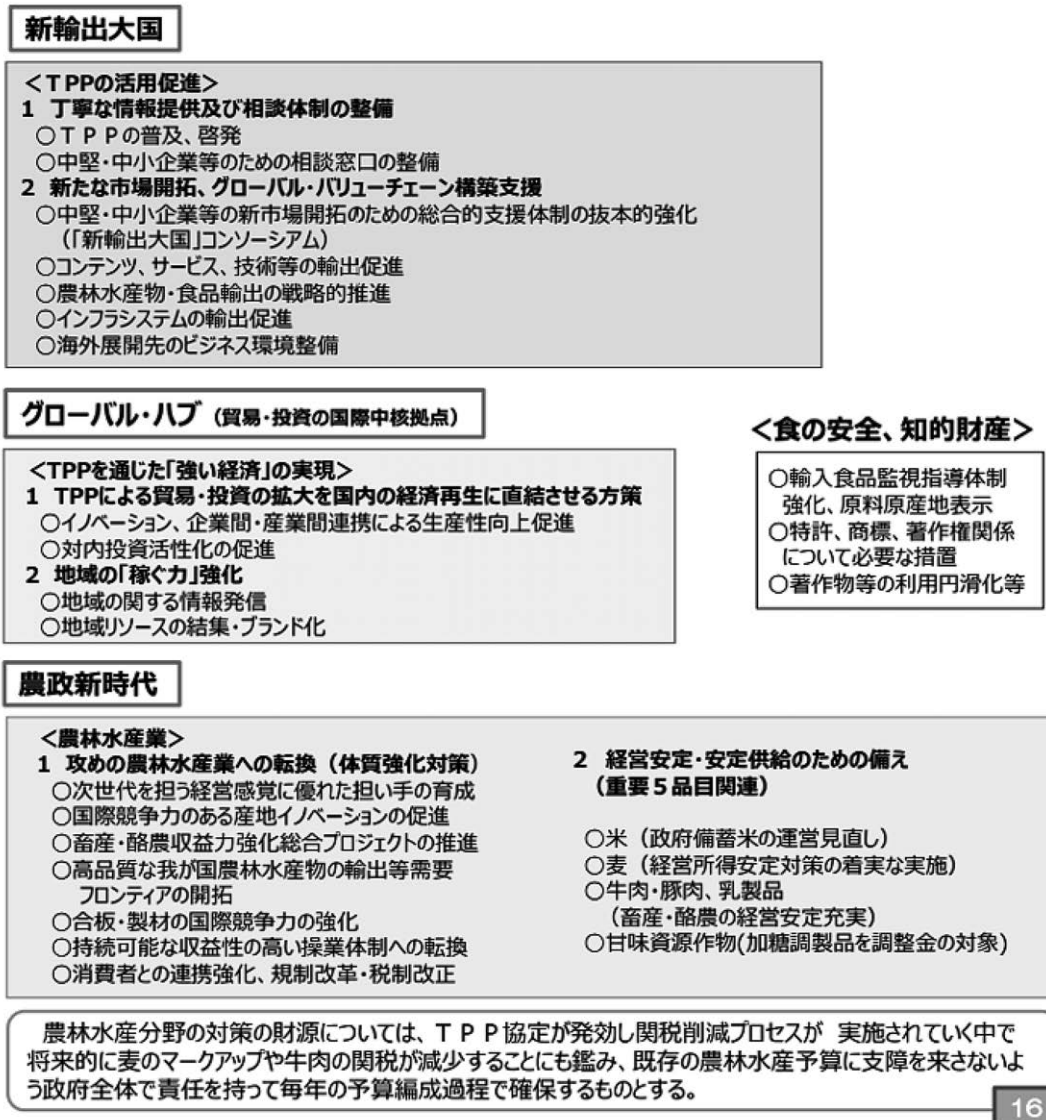 新輸出大国
＜TPPの活用促進＞
1 丁寧な情報提供及び相談体制の整備
○TPPの普及、啓発
○中堅・中小企業等のための相談窓口の整備
2 新たな市場開拓、グローバル・バリューチェーン構築支援
○中堅・中小企業等の新市場開拓のための総合的支援体制の抜本的強化
（「新輸出大国」コンソーシアム）
○コンテンツ、サービス、技術等の輸出促進
○農林水産物・食品輸出の戦略的推進
○インフラシステムの輸出促進
○海外展開先のビジネス環境整備
グローバル・ハブ（貿易・投資の国際中核拠点）
＜TPPを通じた「強い経済」の実現＞
1 TPPによる貿易・投資の拡大を国内の経済再生に直結させる方策
○イノベーション、企業間・産業間連携による生産性向上促進
○対内投資活性化の促進
2 地域の「稼ぐ力」強化
○地域の関する情報発信
○地域リソースの結集・ブランド化
＜食の安全、知的財産＞
○輸入食品監視指導体制
強化、原料原産地表示
○特許、商標、著作権関係
について必要な措置
○著作物等の利用円滑化等
農政新時代
＜農林水産業＞
1 攻めの農林水産業への転換（体質強化対策）
○次世代を担う経営感覚に優れた担い手の育成
○国際競争力のある産地イノベーションの促進
○畜産・酪農収益力強化総合プロジェクトの推進
○高品質な我が国農林水産物の輸出等需要
フロンティアの開拓
○合板・製材の国際競争力の強化
○持続可能な収益性の高い操業体制への転換
○消費者との連携強化、規制改革・税制改正
2 経営安定・安定供給のための備え
（重要5品目関連）
○米（政府備蓄米の運営見直し）
○麦（経営所得安定対策の着実な実施）
○牛肉・豚肉、乳製品
（畜産・酪農の経営安定充実）
○甘味資源作物(加糖調製品を調整金の対象)
農林水産分野の対策の財源については、TPP協定が発効し関税削減プロセスが 実施されていく中で
将来的に麦のマークアップや牛肉の関税が減少することにも鑑み、既存の農林水産予算に支障を来さないよ
う政府全体で責任を持って毎年の予算編成過程で確保するものとする。
16